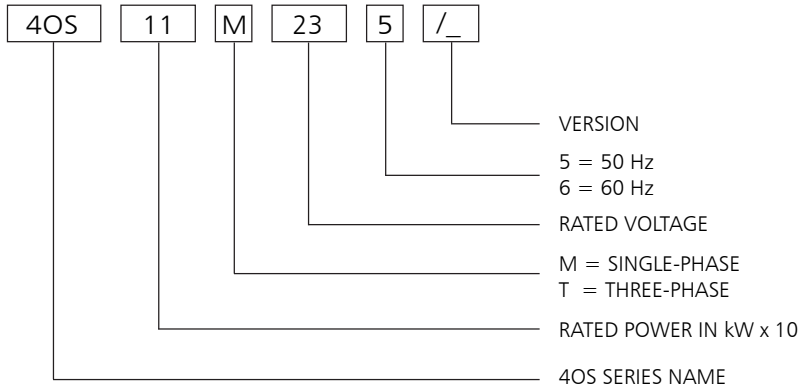 4OS 11 M 23 5 /_
VERSION
5 = 50 Hz
6 = 60 Hz
RATED VOLTAGE
M = SINGLE-PHASE
T = THREE-PHASE
RATED POWER IN kW x 10
4OS SERIES NAME